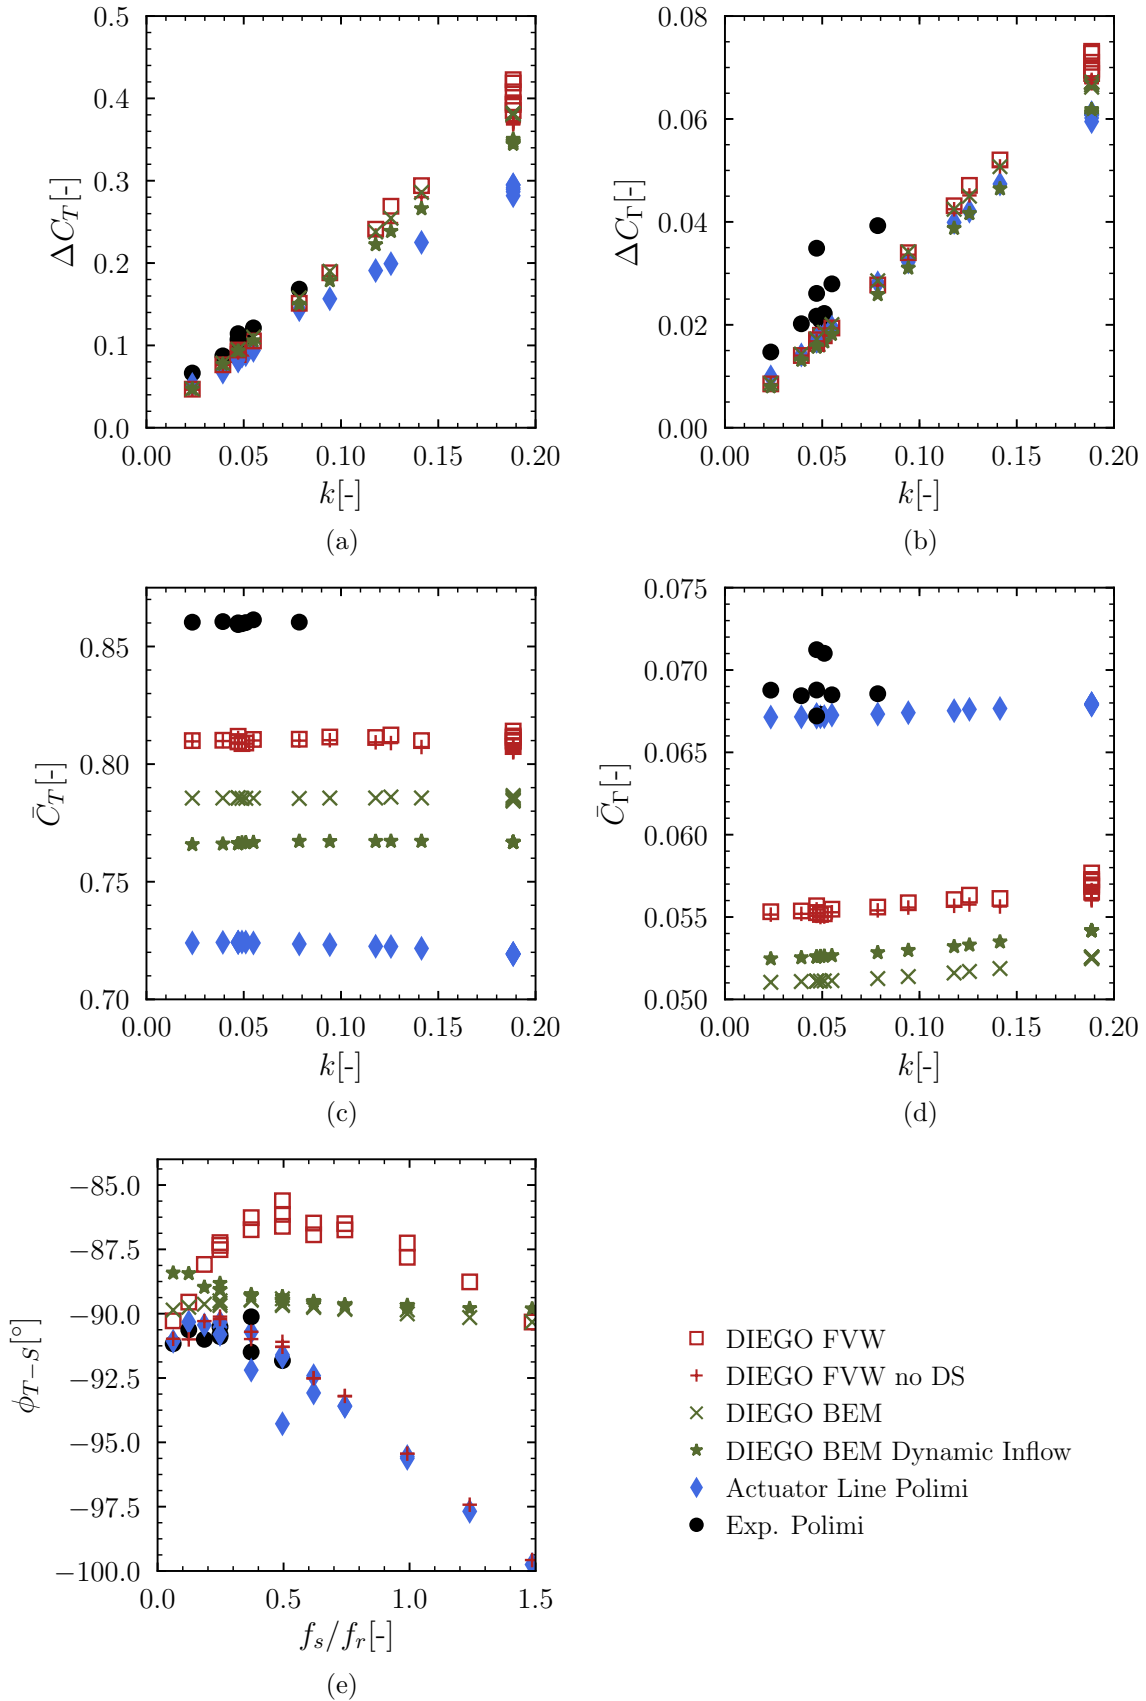 0.5
0.4
0.3
0.2
0.1
0.0
ΔC_T[-]
0.00 0.05 0.10 0.15 0.20
k[-]
(a)
0.08
0.06
0.04
0.02
0.00
ΔC_Γ[-]
0.00 0.05 0.10 0.15 0.20
k[-]
(b)
0.85
0.80
0.75
0.70
C̄_T[-]
0.00 0.05 0.10 0.15 0.20
k[-]
(c)
0.075
0.070
0.065
0.060
0.055
0.050
C̄_Γ[-]
0.00 0.05 0.10 0.15 0.20
k[-]
(d)
−85.0
−87.5
−90.0
−92.5
−95.0
−97.5
−100.0
ϕ_{T−S}[°]
0.0 0.5 1.0 1.5
f_s/f_r[-]
(e)
DIEGO FVW
DIEGO FVW no DS
DIEGO BEM
DIEGO BEM Dynamic Inflow
Actuator Line Polimi
Exp. Polimi